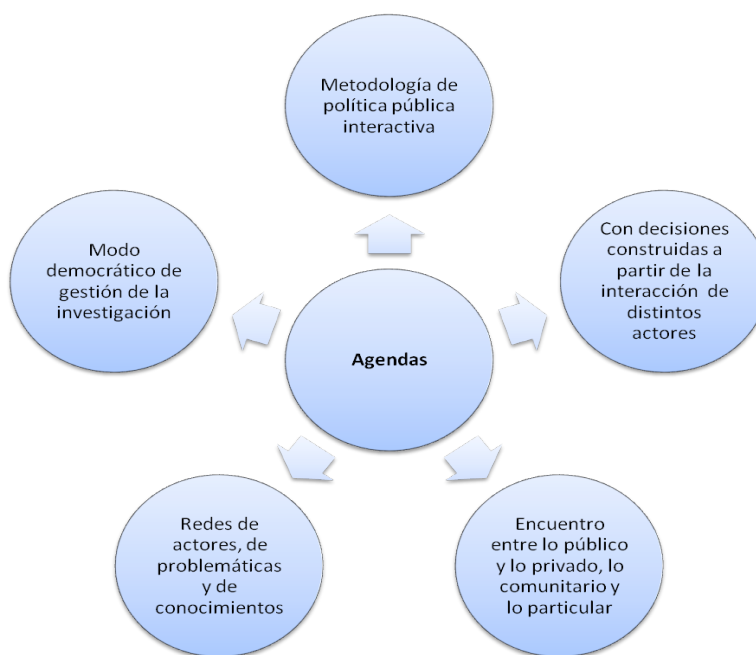 Metodología de
política pública
interactiva
Con decisiones
construidas a
partir de la
interacción de
distintos
actores
Encuentro
entre lo público
y lo privado, lo
comunitario y
lo particular
Redes de
actores, de
problemáticas
y de
conocimientos
Modo
democrático de
gestión de la
investigación
Agendas